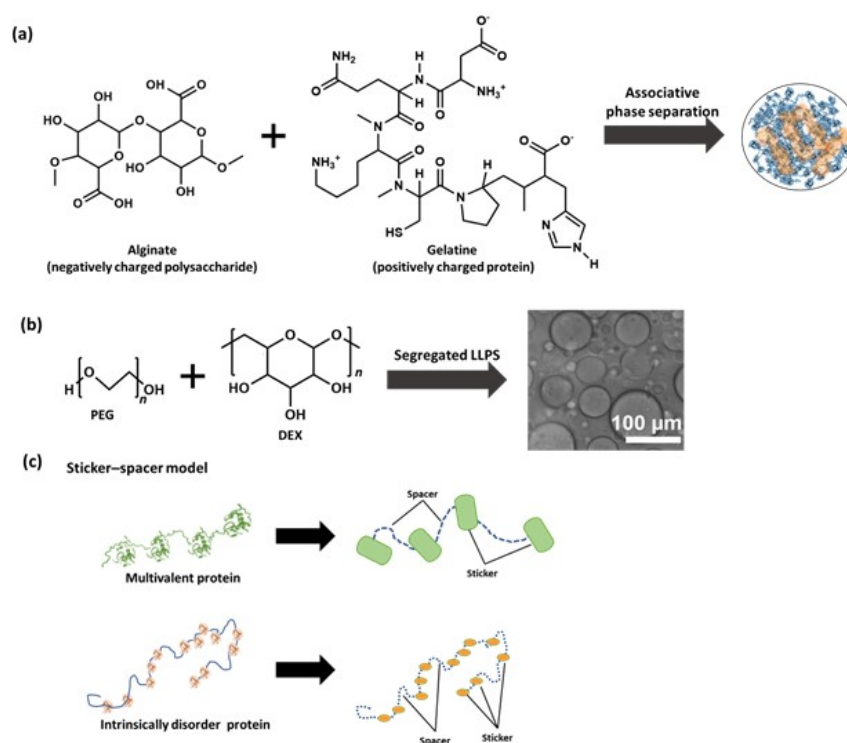 (a)
OH
O
OH
HO
O
O
O
O
HO
O
OH
OH
O
OH
Alginate
(negatively charged polysaccharide)
+
NH₂
O
H
N
O
O⁻
O
NH₃⁺
N
O
NH₃⁺
O
N
O
N
HS
O
O⁻
N
N
H
Gelatine
(positively charged protein)
Associative
phase separation
(b)
H
O
OH
n
PEG
+
O
O
n
HO
OH
OH
DEX
Segregated LLPS
100 µm
(c)
Sticker–spacer model
Multivalent protein
Spacer
Sticker
Intrinsically disorder protein
Spacer
Sticker